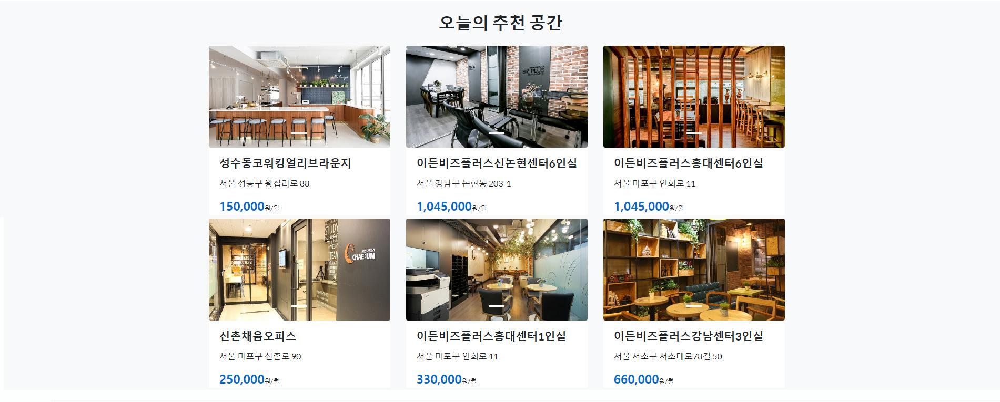 오늘의 추천 공간
My lounge
BIZ PLUS
BIZ PLUS
성수동코워킹얼리브라운지
서울 성동구 왕십리로 88
150,000원/월
이든비즈플러스신논현센터6인실
서울 강남구 논현동 203-1
1,045,000원/월
이든비즈플러스홍대센터6인실
서울 마포구 연희로 11
1,045,000원/월
STUDY
CAFE LIBRARY
MEETING
TEAM
CHAE:UM
신촌채움오피스
서울 마포구 신촌로 90
250,000원/월
이든비즈플러스홍대센터1인실
서울 마포구 연희로 11
330,000원/월
이든비즈플러스강남센터3인실
서울 서초구 서초대로78길 50
660,000원/월